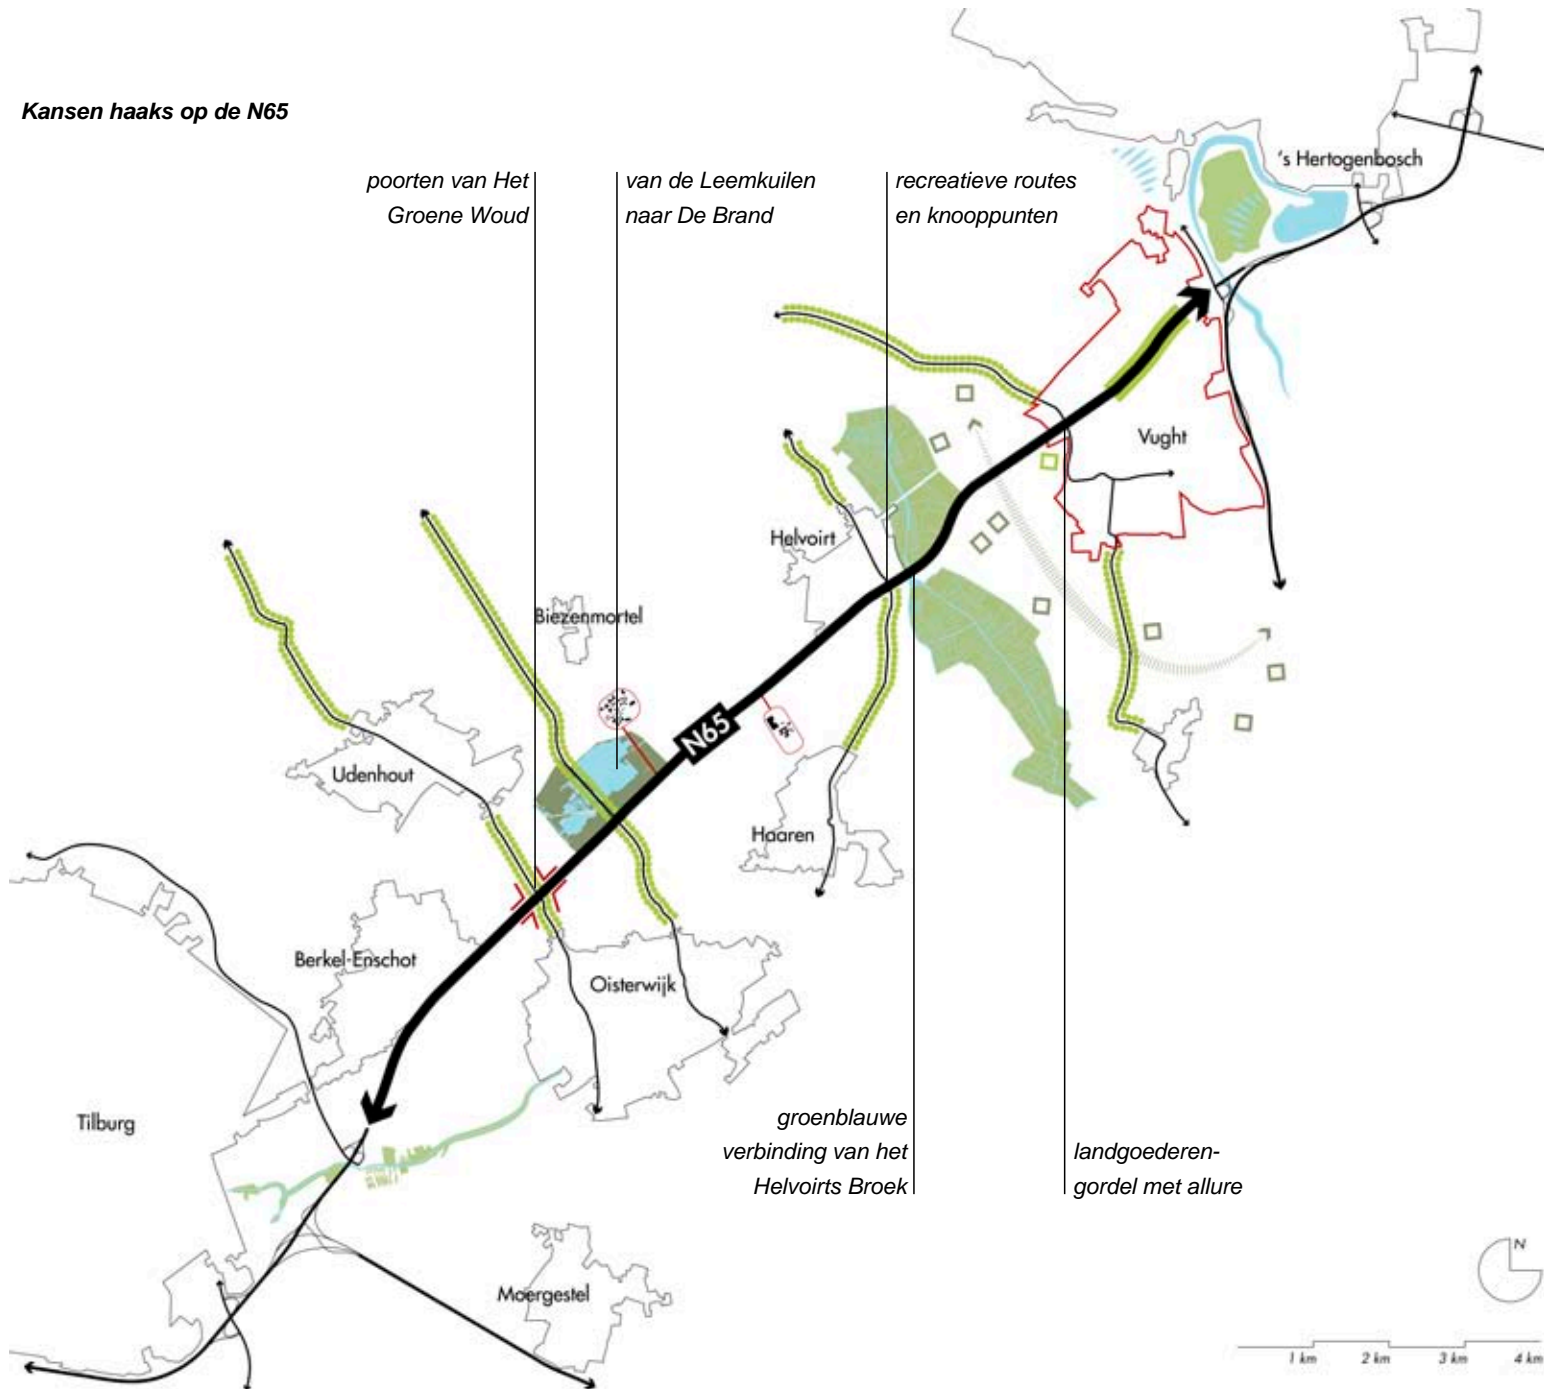 Kansen haaks op de N65
poorten van Het
Groene Woud
van de Leemkuilen
naar De Brand
recreatieve routes
en knooppunten
's Hertogenbosch
Vught
Helvoirt
Biezenmortel
N65
Udenhout
Haaren
Berkel-Enschot
Oisterwijk
Tilburg
groenblauwe
verbinding van het
Helvoirts Broek
landgoederen-
gordel met allure
Moergestel
N
1 km 2 km 3 km 4 km